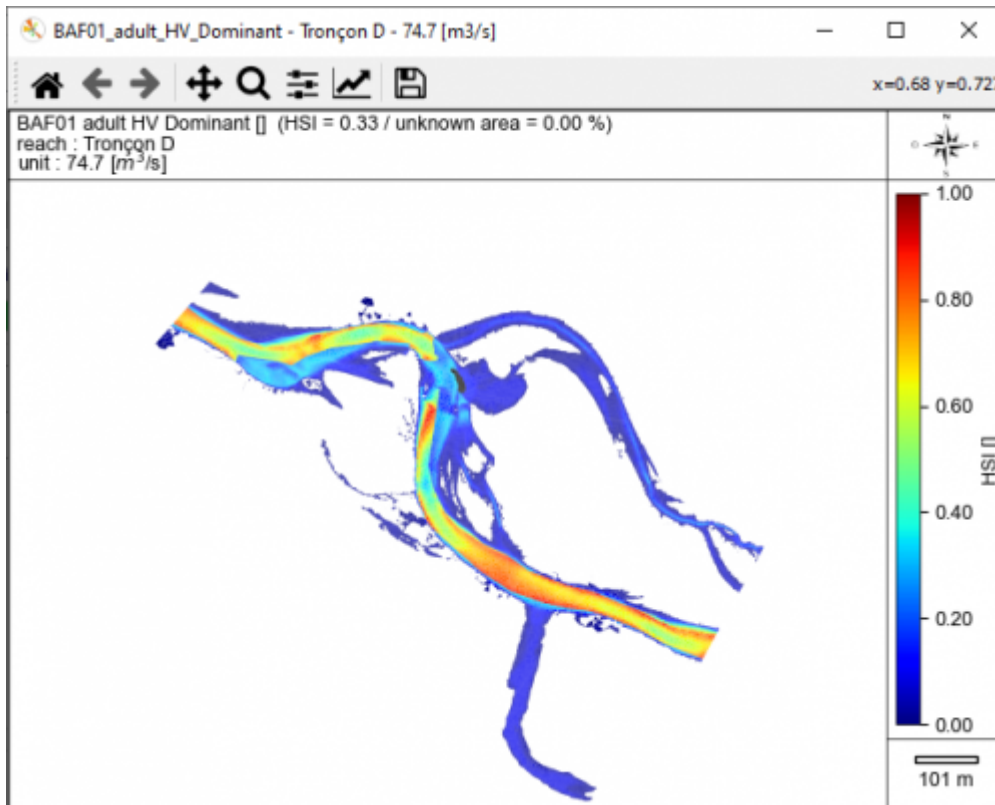 BAF01_adult_HV_Dominant - Tronçon D - 74.7 [m3/s]
x=0.68 y=0.72
BAF01 adult HV Dominant [] (HSI = 0.33 / unknown area = 0.00 %)
reach : Tronçon D
unit : 74.7 [m³/s]
N
O E
S
1.00
0.80
0.60
0.40
0.20
0.00
HSI []
101 m